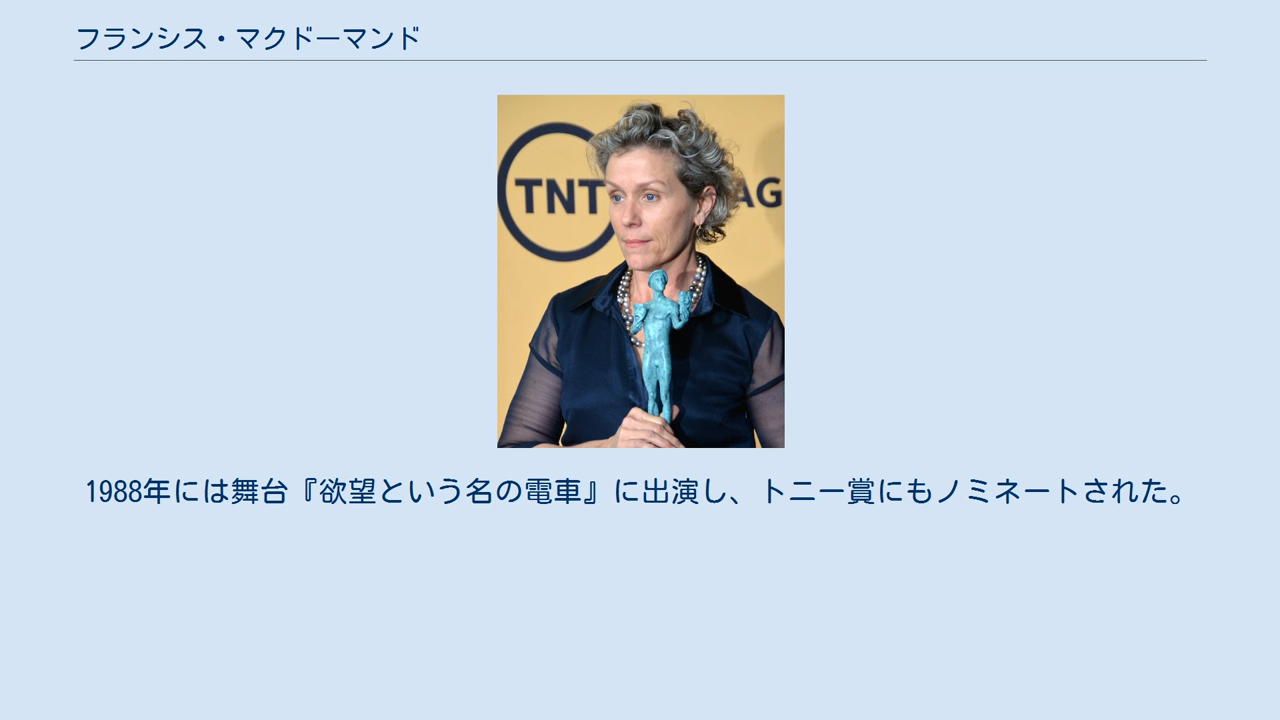 フランシス・マクドーマンド
TNT
AG
1988年には舞台『欲望という名の電車』に出演し、トニー賞にもノミネートされた。